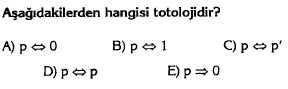 Aşağıdakilerden hangisi totolojidir?
A) p ⇔ 0 B) p ⇔ 1 C) p ⇔ p'
D) p ⇔ p E) p ⇒ 0